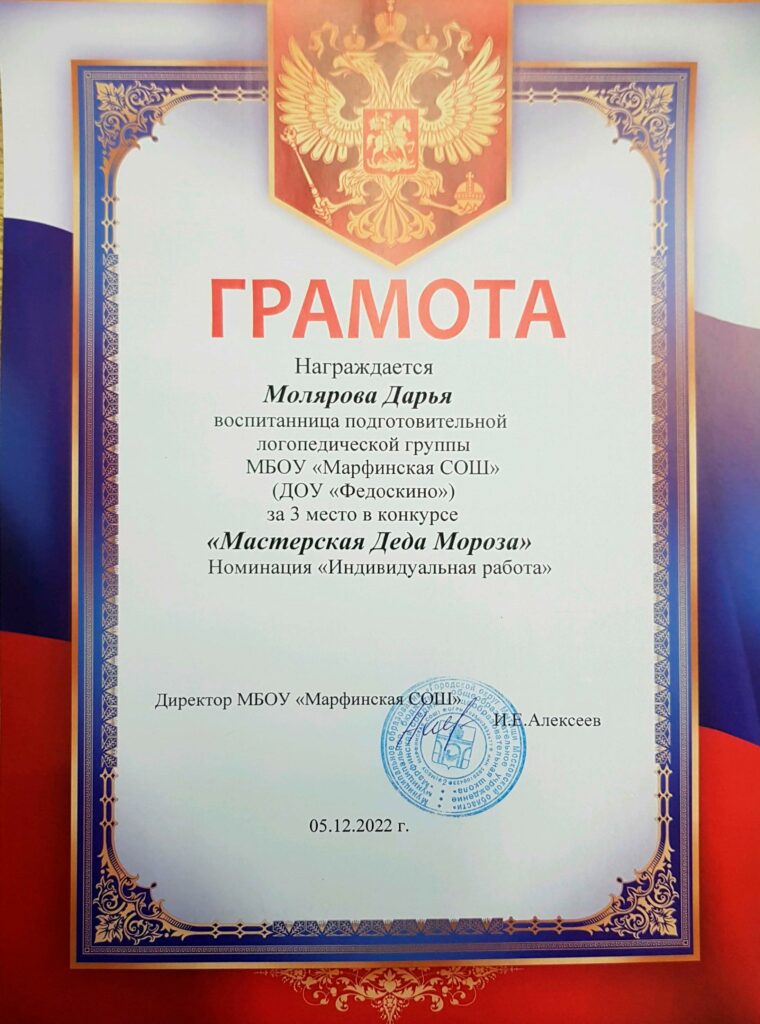 ГРАМОТА
Награждается
Молярова Дарья
воспитанница подготовительной
логопедической группы
МБОУ «Марфинская СОШ»
(ДОУ «Федоскино»)
за 3 место в конкурсе
«Мастерская Деда Мороза»
Номинация «Индивидуальная работа»
Директор МБОУ «Марфинская СОШ»
И.Е.Алексеев
05.12.2022 г.